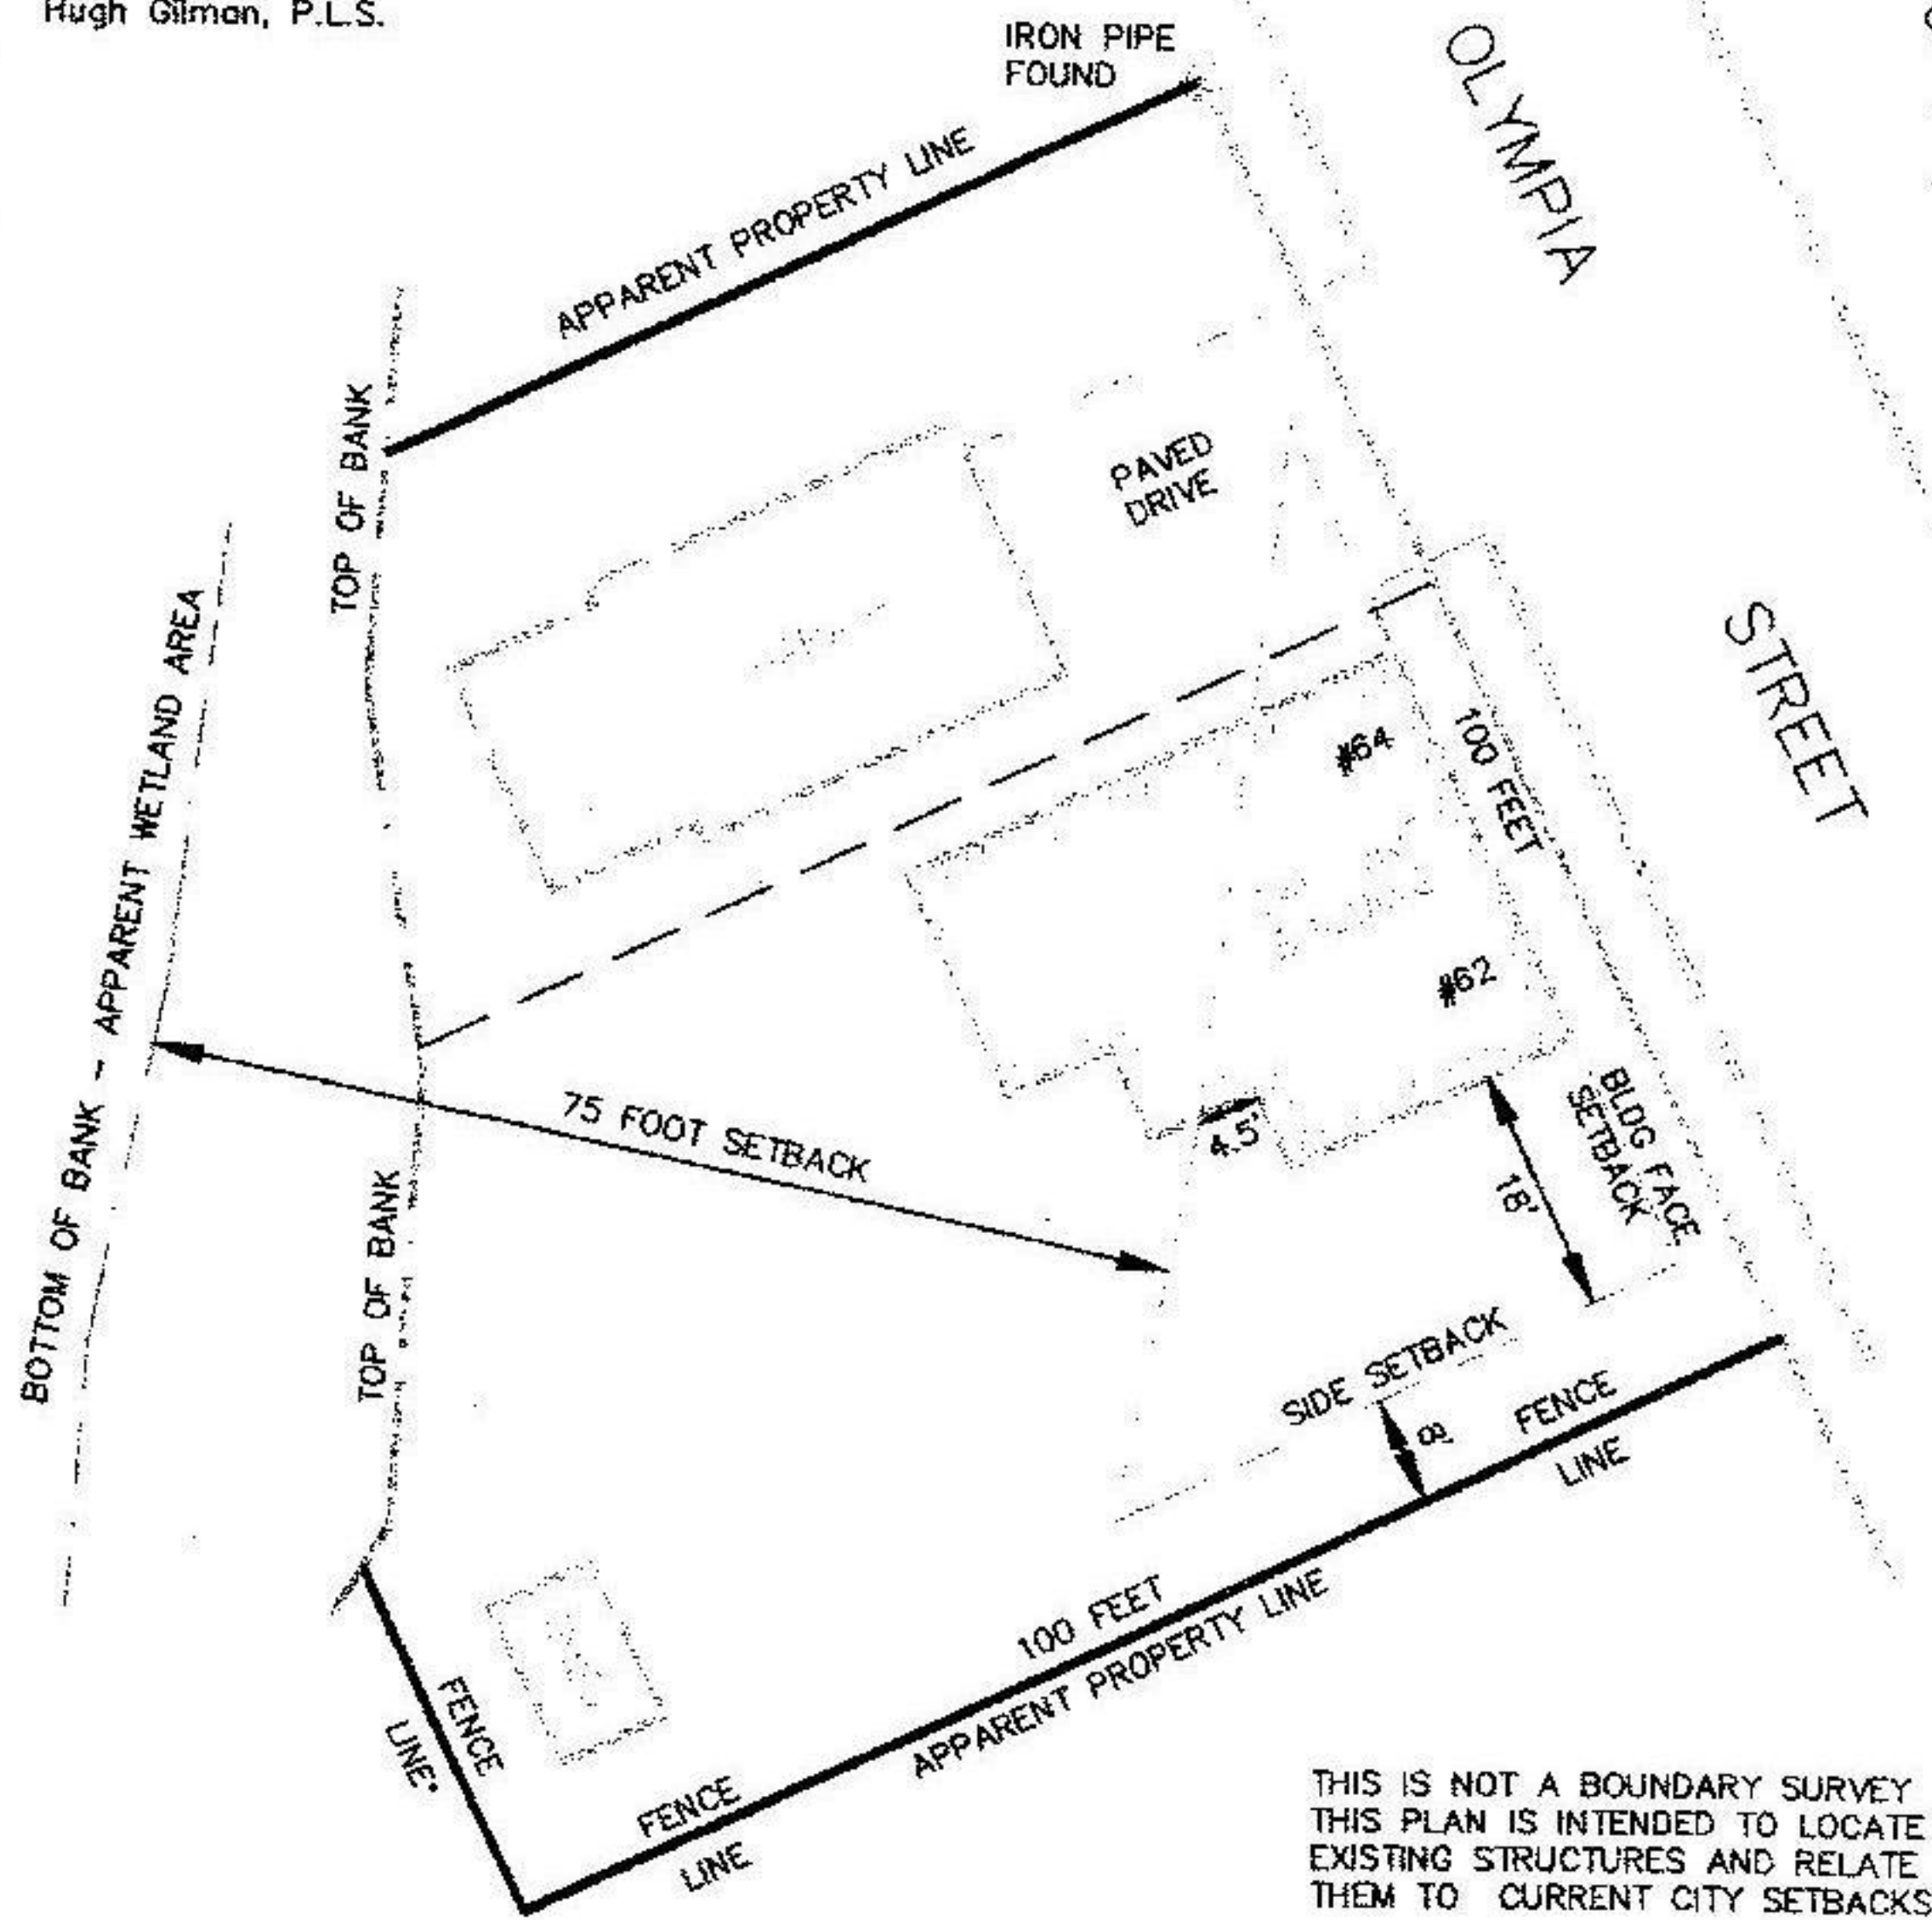 Hugh Gilman, P.L.S.
IRON PIPE
FOUND
OLYMPIA
STREET
APPARENT PROPERTY LINE
TOP OF BANK
PAVED
DRIVE
BOTTOM OF BANK - APPARENT WETLAND AREA
#64
100 FEET
#62
75 FOOT SETBACK
4.5'
BLDG FACE
SETBACK
18'
TOP OF BANK
SIDE SETBACK
8'
FENCE
LINE
100 FEET
APPARENT PROPERTY LINE
FENCE
LINE
FENCE
LINE
THIS IS NOT A BOUNDARY SURVEY
THIS PLAN IS INTENDED TO LOCATE
EXISTING STRUCTURES AND RELATE
THEM TO CURRENT CITY SETBACKS